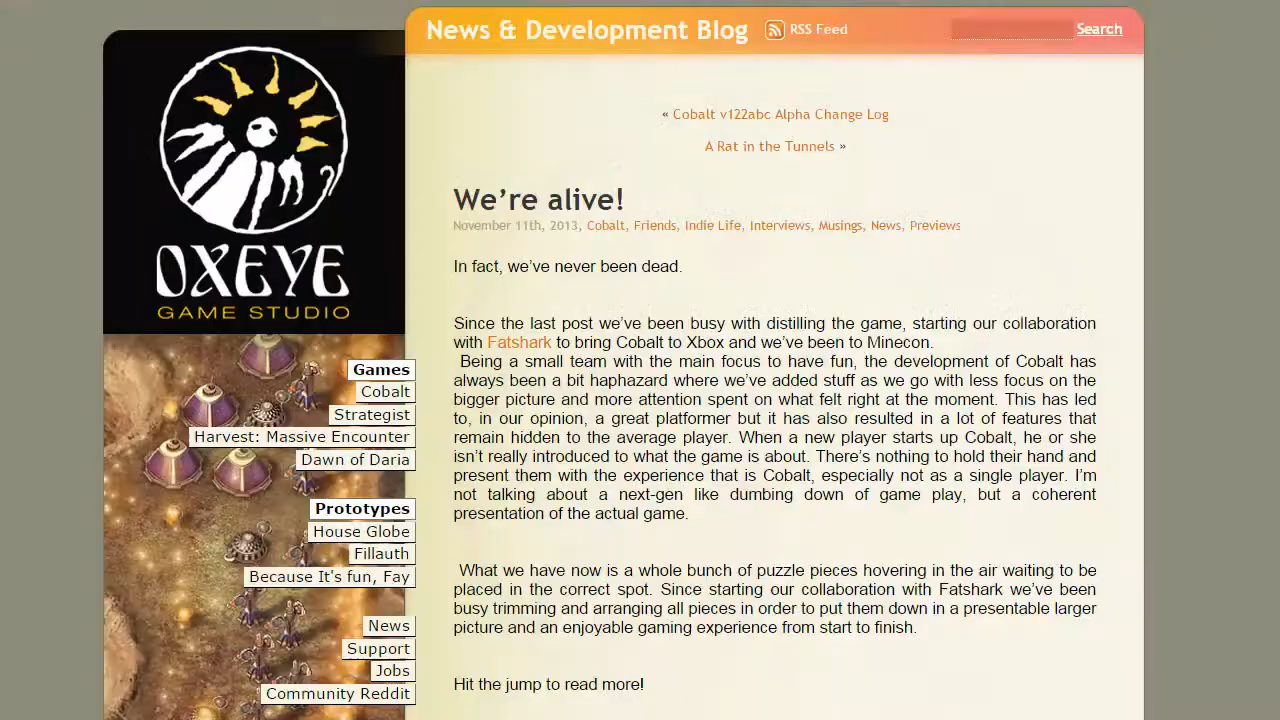 News & Development Blog
RSS Feed
Search
OXEYE
GAME STUDIO
« Cobalt v122abc Alpha Change Log
A Rat in the Tunnels »
We’re alive!
November 11th, 2013, Cobalt, Friends, Indie Life, Interviews, Musings, News, Previews
In fact, we’ve never been dead.
Since the last post we’ve been busy with distilling the game, starting our collaboration
with Fatshark to bring Cobalt to Xbox and we’ve been to Minecon.
Being a small team with the main focus to have fun, the development of Cobalt has
always been a bit haphazard where we’ve added stuff as we go with less focus on the
bigger picture and more attention spent on what felt right at the moment. This has led
to, in our opinion, a great platformer but it has also resulted in a lot of features that
remain hidden to the average player. When a new player starts up Cobalt, he or she
isn’t really introduced to what the game is about. There’s nothing to hold their hand and
present them with the experience that is Cobalt, especially not as a single player. I’m
not talking about a next-gen like dumbing down of game play, but a coherent
presentation of the actual game.
What we have now is a whole bunch of puzzle pieces hovering in the air waiting to be
placed in the correct spot. Since starting our collaboration with Fatshark we’ve been
busy trimming and arranging all pieces in order to put them down in a presentable larger
picture and an enjoyable gaming experience from start to finish.
Hit the jump to read more!
Games
Cobalt
Strategist
Harvest: Massive Encounter
Dawn of Daria
Prototypes
House Globe
Fillauth
Because It's fun, Fay
News
Support
Jobs
Community Reddit